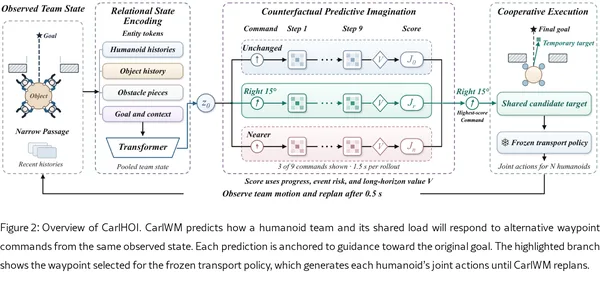 Observed Team State
Goal
Object
Narrow Passage
Recent histories
Relational State
Encoding
Entity tokens
Humanoid histories
Object history
Obstacle pieces
Goal and context
Transformer
Pooled team state
Counterfactual Predictive Imagination
Command Step 1 Step 9 Score
Unchanged
V
Right 15°
V
Nearer
V
3 of 9 commands shown · 1.5 s per rollout
Score uses progress, event risk, and long-horizon value V
Right 15°
Highest-score
Command
Cooperative Execution
Final goal
Temporary target
Shared candidate target
Frozen transport policy
Joint actions for N humanoids
Observe team motion and replan after 0.5 s
Figure 2: Overview of CarlHOI. CarlWM predicts how a humanoid team and its shared load will respond to alternative waypoint
commands from the same observed state. Each prediction is anchored to guidance toward the original goal. The highlighted branch
shows the waypoint selected for the frozen transport policy, which generates each humanoid's joint actions until CarlWM replans.